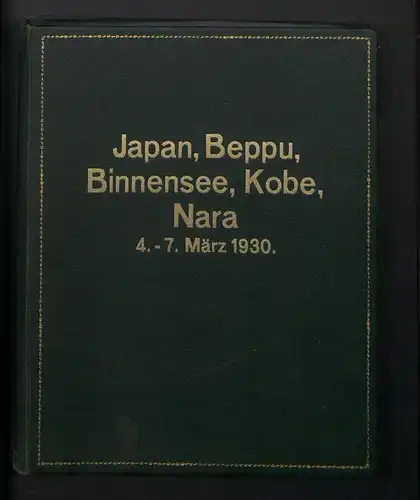 Japan, Beppu,
Binnensee, Kobe,
Nara
4. - 7. März 1930.